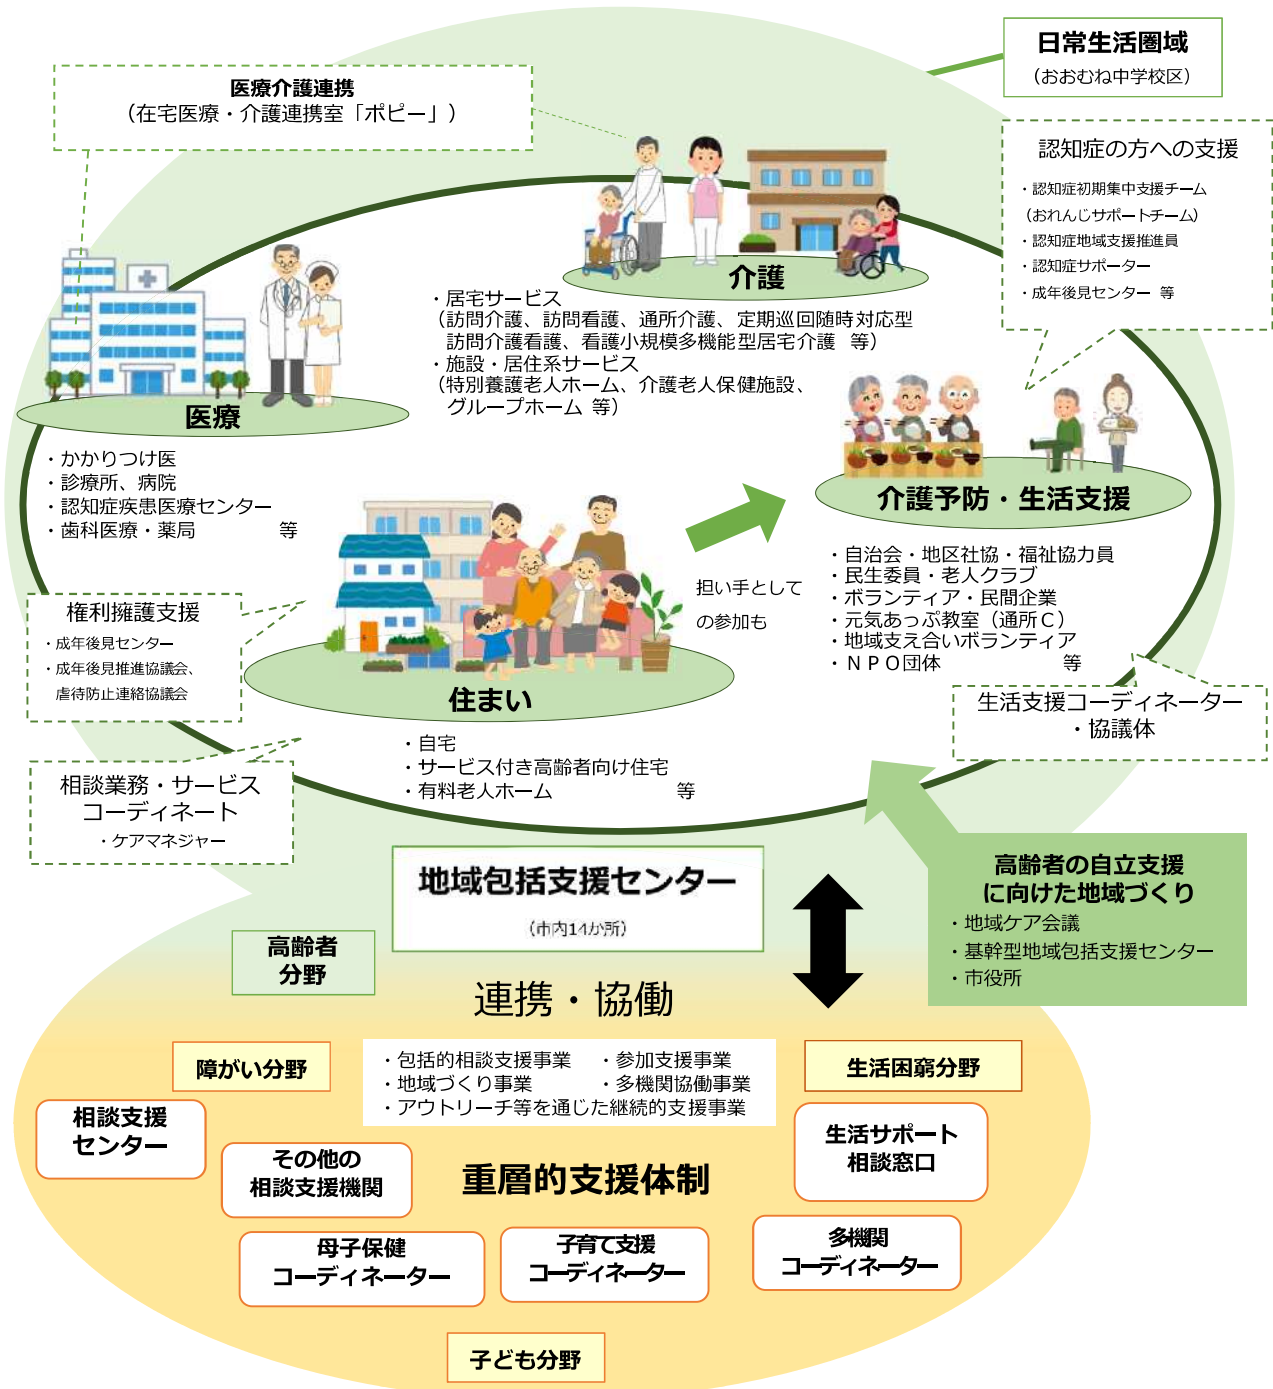 日常生活圏域
（おおむね中学校区）
医療介護連携
（在宅医療・介護連携室「ポピー」）
認知症の方への支援
・認知症初期集中支援チーム
（おれんじサポートチーム）
・認知症地域支援推進員
・認知症サポーター
・成年後見センター 等
介護
・居宅サービス
（訪問介護、訪問看護、通所介護、定期巡回随時対応型
訪問介護看護、看護小規模多機能型居宅介護 等）
・施設・居住系サービス
（特別養護老人ホーム、介護老人保健施設、
グループホーム 等）
医療
・かかりつけ医
・診療所、病院
・認知症疾患医療センター
・歯科医療・薬局 等
介護予防・生活支援
・自治会・地区社協・福祉協力員
・民生委員・老人クラブ
・ボランティア・民間企業
・元気あっぷ教室（通所Ｃ）
・地域支え合いボランティア
・ＮＰＯ団体 等
担い手として
の参加も
権利擁護支援
・成年後見センター
・成年後見推進協議会、
虐待防止連絡協議会
住まい
・自宅
・サービス付き高齢者向け住宅
・有料老人ホーム 等
生活支援コーディネーター
・協議体
相談業務・サービス
コーディネート
・ケアマネジャー
地域包括支援センター
（市内14か所）
高齢者の自立支援
に向けた地域づくり
・地域ケア会議
・基幹型地域包括支援センター
・市役所
高齢者
分野
連携・協働
・包括的相談支援事業 ・参加支援事業
・地域づくり事業 ・多機関協働事業
・アウトリーチ等を通じた継続的支援事業
障がい分野
生活困窮分野
相談支援
センター
その他の
相談支援機関
重層的支援体制
生活サポート
相談窓口
母子保健
コーディネーター
子育て支援
コーディネーター
多機関
コーディネーター
子ども分野